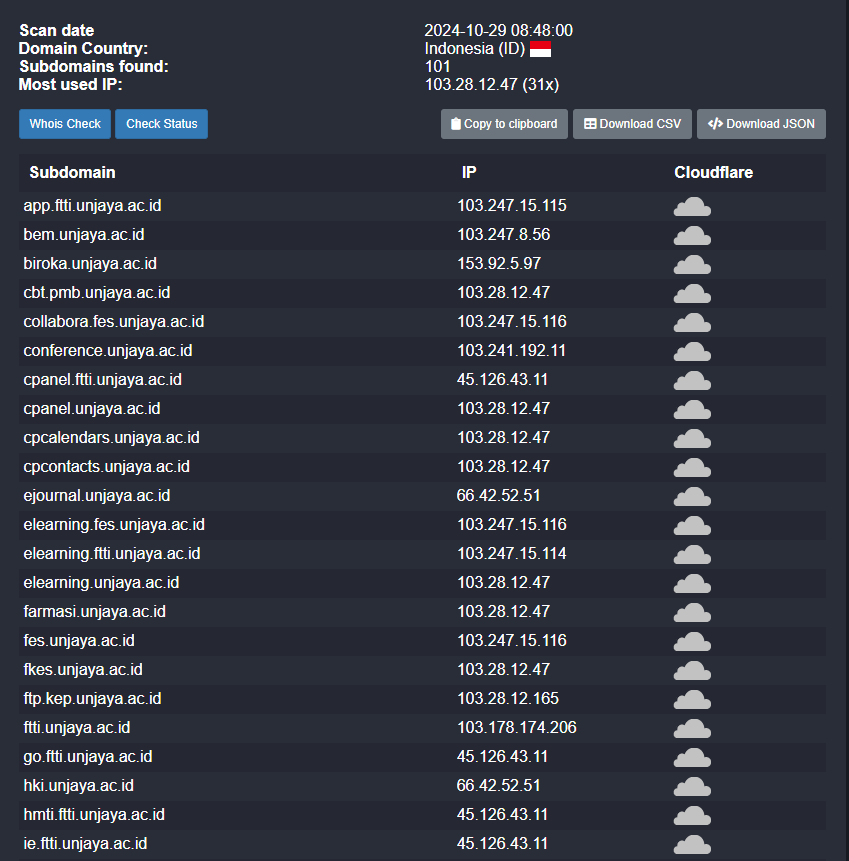 Scan date 2024-10-29 08:48:00
Domain Country: Indonesia (ID)
Subdomains found: 101
Most used IP: 103.28.12.47 (31x)
Whois Check Check Status Copy to clipboard Download CSV Download JSON
Subdomain IP Cloudflare
app.ftti.unjaya.ac.id 103.247.15.115
bem.unjaya.ac.id 103.247.8.56
biroka.unjaya.ac.id 153.92.5.97
cbt.pmb.unjaya.ac.id 103.28.12.47
collabora.fes.unjaya.ac.id 103.247.15.116
conference.unjaya.ac.id 103.241.192.11
cpanel.ftti.unjaya.ac.id 45.126.43.11
cpanel.unjaya.ac.id 103.28.12.47
cpcalendars.unjaya.ac.id 103.28.12.47
cpcontacts.unjaya.ac.id 103.28.12.47
ejournal.unjaya.ac.id 66.42.52.51
elearning.fes.unjaya.ac.id 103.247.15.116
elearning.ftti.unjaya.ac.id 103.247.15.114
elearning.unjaya.ac.id 103.28.12.47
farmasi.unjaya.ac.id 103.28.12.47
fes.unjaya.ac.id 103.247.15.116
fkes.unjaya.ac.id 103.28.12.47
ftp.kep.unjaya.ac.id 103.28.12.165
ftti.unjaya.ac.id 103.178.174.206
go.ftti.unjaya.ac.id 45.126.43.11
hki.unjaya.ac.id 66.42.52.51
hmti.ftti.unjaya.ac.id 45.126.43.11
ie.ftti.unjaya.ac.id 45.126.43.11